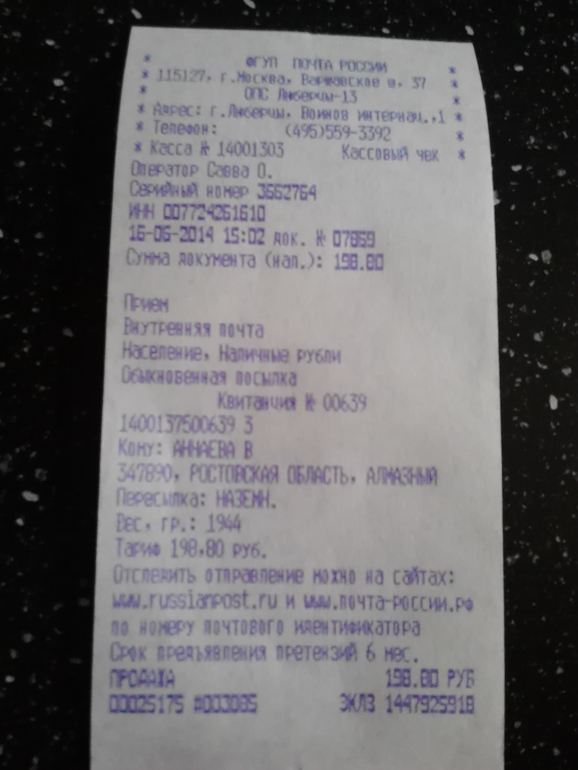 * ФГУП ПОЧТА РОССИИ *
* 115127, г.Москва, Варшавское ш, 37 *
* ОПС Люберцы-13 *
* Адрес: г.Люберцы, Воинов интернац.,1 *
* Телефон: (495)559-3392 *
* Касса № 14001303 Кассовый чек *
Оператор Савва О.
Серийный номер 3662764
ИНН 007724261610
16-06-2014 15:02 док. № 07869
Сумма документа (нал.): 198.80
Прием
Внутренняя почта
Население, Наличные рубли
Обыкновенная посылка
Квитанция № 00639
1400137500639 3
Кому: АННАЕВА В
347890, РОСТОВСКАЯ ОБЛАСТЬ, АЛМАЗНЫЙ
Пересылка: НАЗЕМН.
Вес, гр.: 1944
Тариф 198,80 руб.
Отследить отправление можно на сайтах:
www.russianpost.ru и www.почта-россии.рф
по номеру почтового идентификатора
Срок предъявления претензий 6 мес.
ПРОДАЖА 198.80 РУБ
00025175 #003085 ЭКЛЗ 1447925918